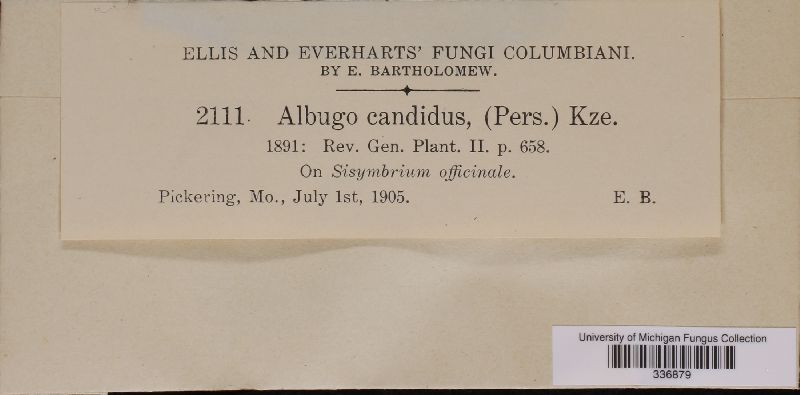 ELLIS AND EVERHARTS' FUNGI COLUMBIANI.
BY E. BARTHOLOMEW.
2111. Albugo candidus, (Pers.) Kze.
1891: Rev. Gen. Plant. II. p. 658.
On Sisymbrium officinale.
Pickering, Mo., July 1st, 1905. E. B.
University of Michigan Fungus Collection
336879